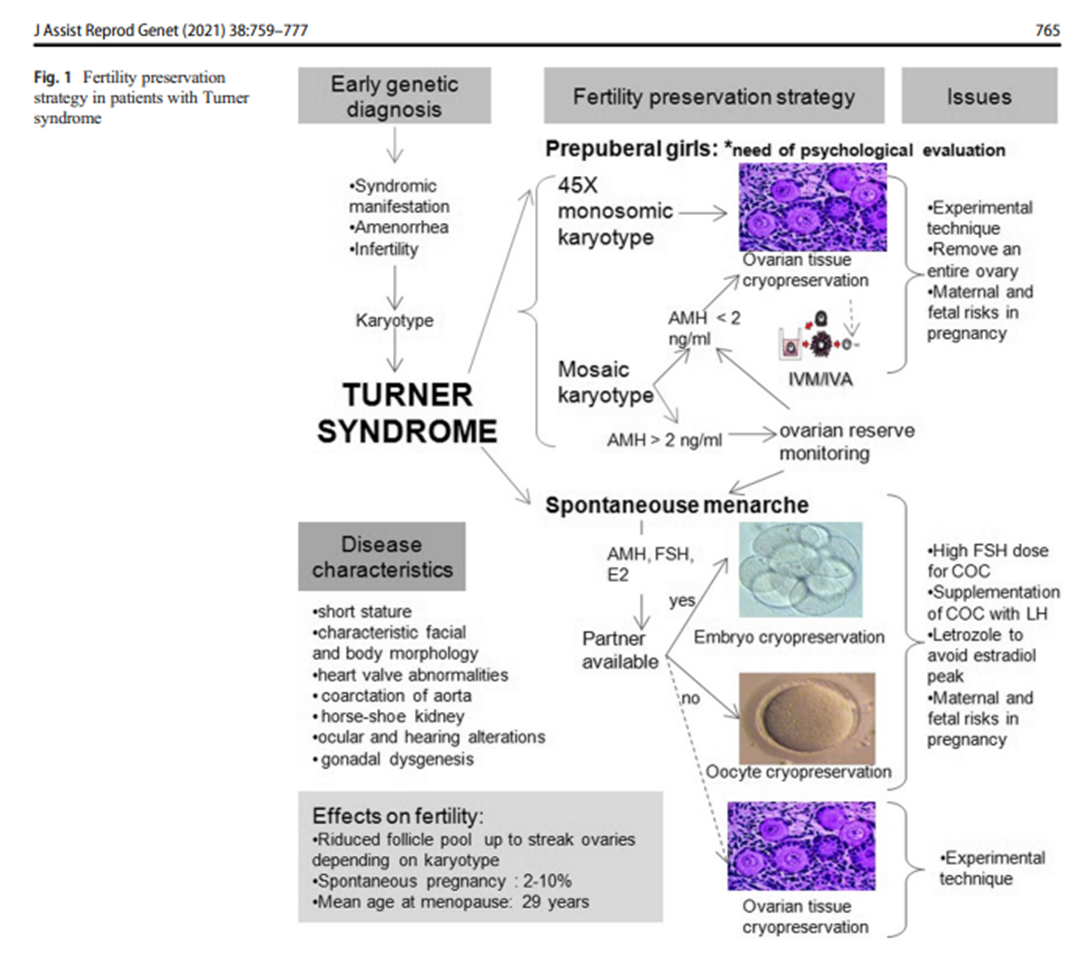 J Assist Reprod Genet (2021) 38:759–777
765
Fig. 1 Fertility preservation
strategy in patients with Turner
syndrome
Early genetic
diagnosis
•Syndromic
manifestation
•Amenorrhea
•Infertility
Karyotype
TURNER
SYNDROME
Disease
characteristics
•short stature
•characteristic facial
and body morphology
•heart valve abnormalities
• coarctation of aorta
• horse-shoe kidney
•ocular and hearing alterations
• gonadal dysgenesis
Effects on fertility:
•Riduced follicle pool up to streak ovaries
depending on karyotype
•Spontaneous pregnancy : 2-10%
•Mean age at menopause: 29 years
Fertility preservation strategy
Prepuberal girls: *need of psychological evaluation
45X
monosomic
karyotype
Ovarian tissue
cryopreservation
AMH < 2
ng/ml
IVM/IVA
Mosaic
karyotype
AMH > 2 ng/ml
ovarian reserve
monitoring
Spontaneouse menarche
AMH, FSH,
E2
yes
Partner
available
Embryo cryopreservation
no
Oocyte cryopreservation
Ovarian tissue
cryopreservation
Issues
•Experimental
technique
•Remove an
entire ovary
•Maternal and
fetal risks in
pregnancy
•High FSH dose
for COC
•Supplementation
of COC with LH
•Letrozole to
avoid estradiol
peak
•Maternal and
fetal risks in
pregnancy
•Experimental
technique